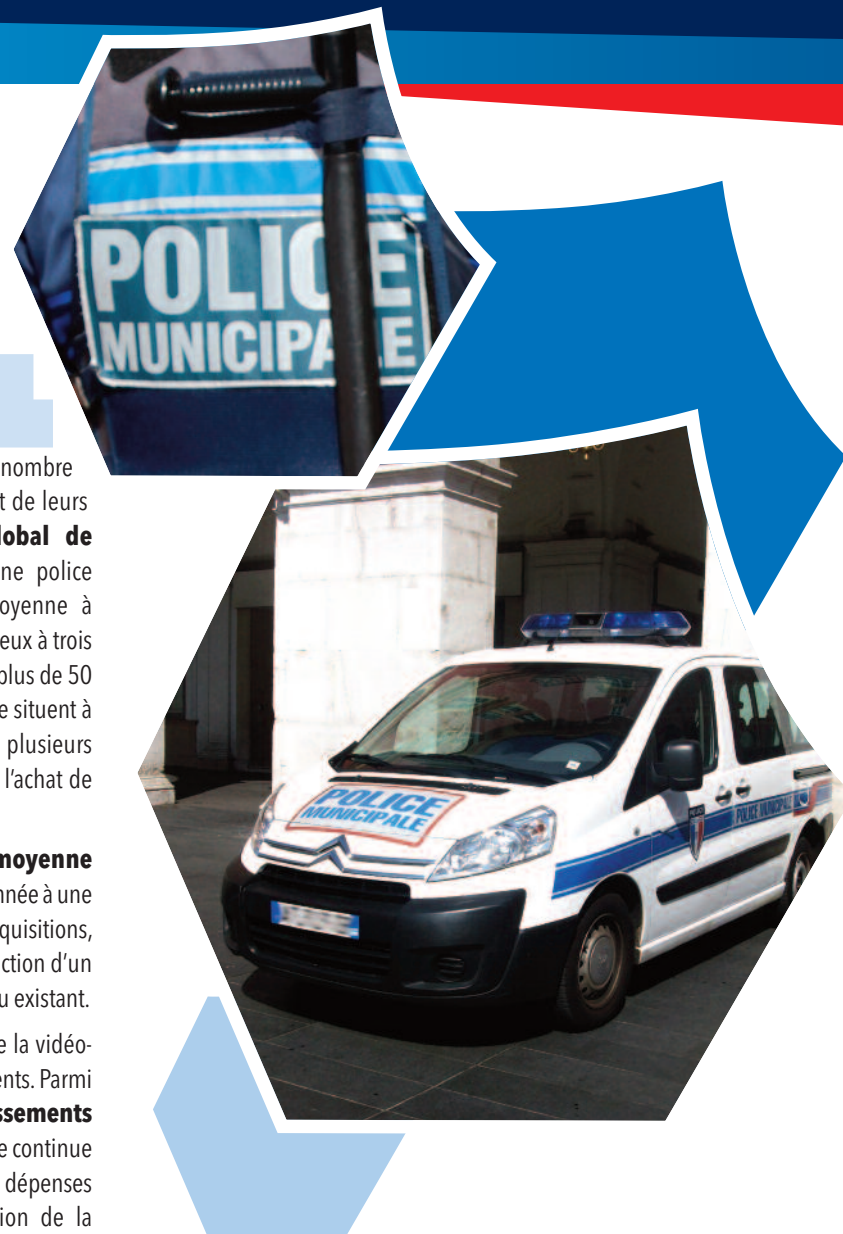 POLICE
MUNICIPALE
nombre
t de leurs
lobal de
ne police
oyenne à
eux à trois
plus de 50
e situent à
plusieurs
l'achat de
moyenne
nnée à une
quisitions,
ction d'un
u existant.
e la vidéo-
ents. Parmi
ssements
e continue
dépenses
ion de la
POLICE
MUNICIPALE
POLICE MUNICIPALE